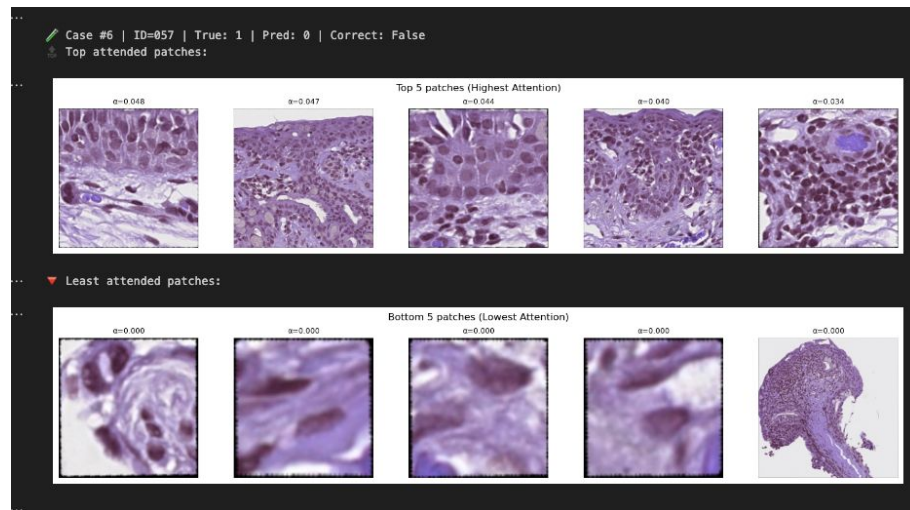 ...
🧪 Case #6 | ID=057 | True: 1 | Pred: 0 | Correct: False
Top attended patches:
...
Top 5 patches (Highest Attention)
α=0.048 α=0.047 α=0.044 α=0.040 α=0.034
...
🔻 Least attended patches:
...
Bottom 5 patches (Lowest Attention)
α=0.000 α=0.000 α=0.000 α=0.000 α=0.000
...